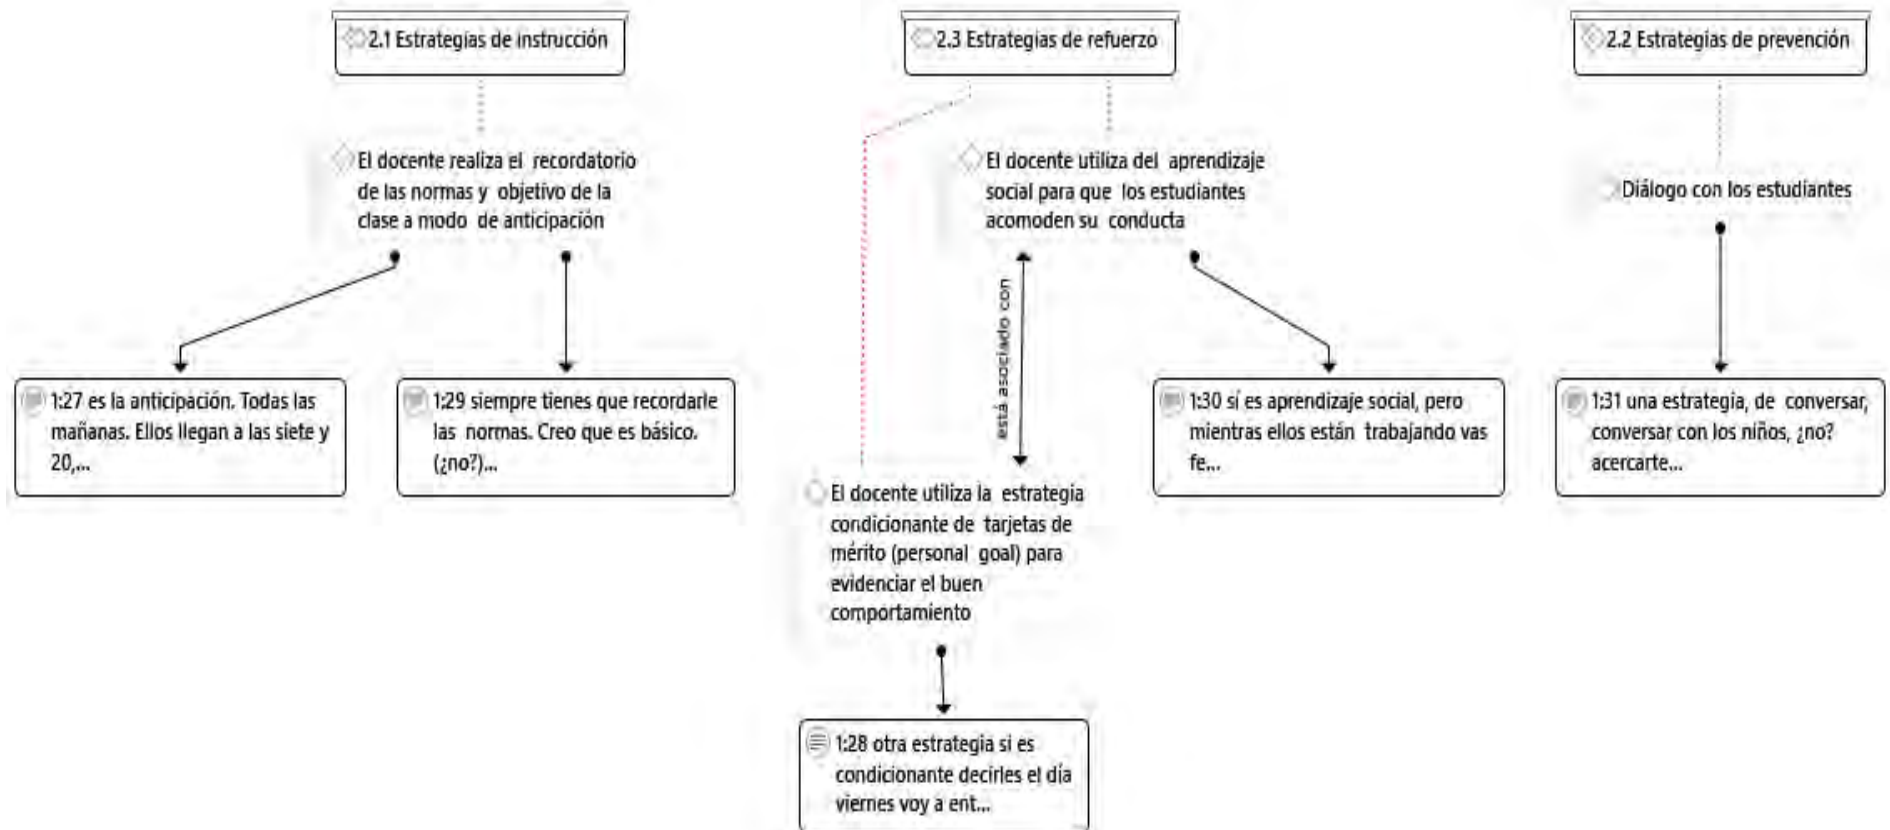 2.1 Estrategias de instrucción
2.3 Estrategias de refuerzo
2.2 Estrategias de prevención
El docente realiza el recordatorio
de las normas y objetivo de la
clase a modo de anticipación
El docente utiliza del aprendizaje
social para que los estudiantes
acomoden su conducta
Diálogo con los estudiantes
está asociado con
1:27 es la anticipación. Todas las
mañanas. Ellos llegan a las siete y
20,...
1:29 siempre tienes que recordarle
las normas. Creo que es básico.
(¿no?)...
1:30 sí es aprendizaje social, pero
mientras ellos están trabajando vas
fe...
1:31 una estrategia, de conversar,
conversar con los niños, ¿no?
acercarte...
El docente utiliza la estrategia
condicionante de tarjetas de
mérito (personal goal) para
evidenciar el buen
comportamiento
1:28 otra estrategia si es
condicionante decirles el día
viernes voy a ent...